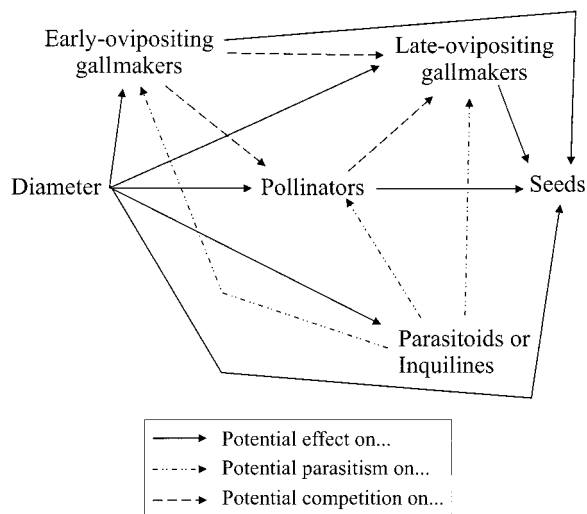 Early-ovipositing
gallmakers
Late-ovipositing
gallmakers
Diameter
Pollinators
Seeds
Parasitoids or
Inquilines
Potential effect on...
Potential parasitism on...
Potential competition on...